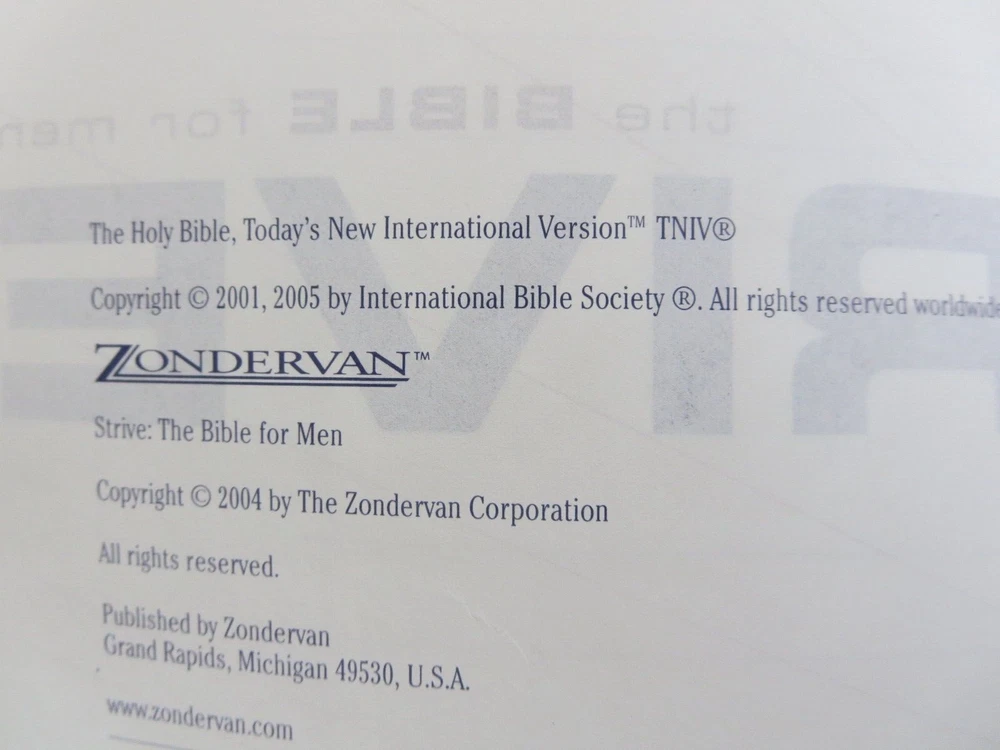 the BIBLE for men
RIVE
The Holy Bible, Today's New International Version™ TNIV®
Copyright © 2001, 2005 by International Bible Society ®. All rights reserved worldwide
ZONDERVAN™
Strive: The Bible for Men
Copyright © 2004 by The Zondervan Corporation
All rights reserved.
Published by Zondervan
Grand Rapids, Michigan 49530, U.S.A.
www.zondervan.com